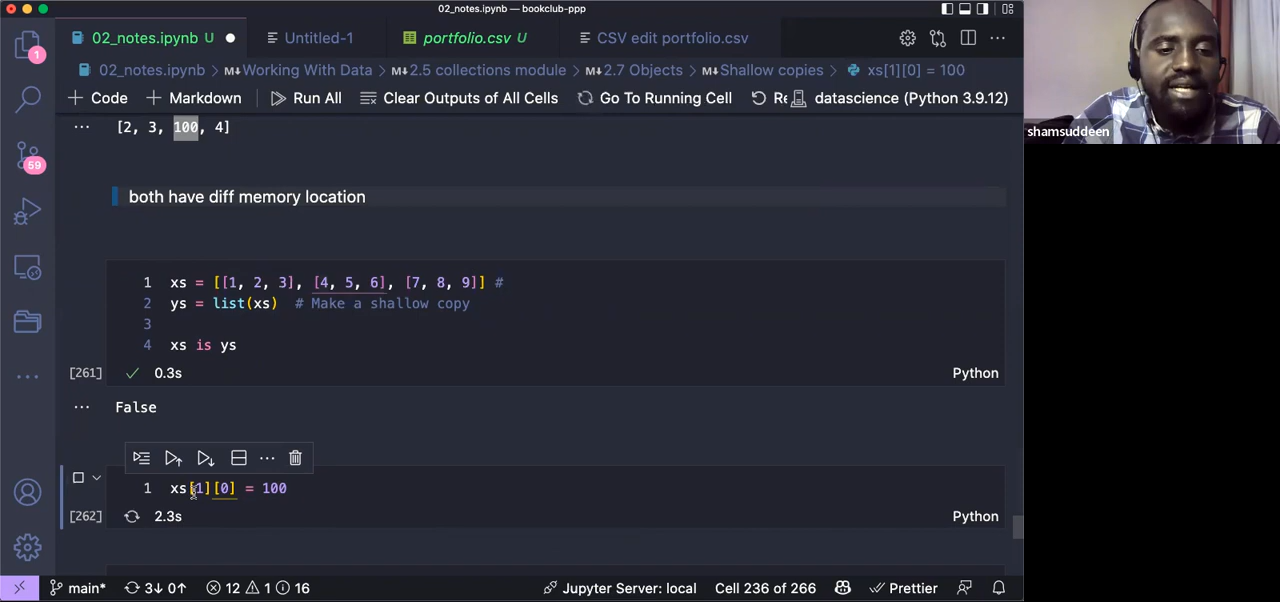 02_notes.ipynb — bookclub-ppp
02_notes.ipynb U Untitled-1 portfolio.csv U CSV edit portfolio.csv
02_notes.ipynb > M↓Working With Data > M↓2.5 collections module > M↓2.7 Objects > M↓Shallow copies > xs[1][0] = 100
+ Code + Markdown Run All Clear Outputs of All Cells Go To Running Cell Re datascience (Python 3.9.12)
... [2, 3, 100, 4]
both have diff memory location
1 xs = [[1, 2, 3], [4, 5, 6], [7, 8, 9]] #
2 ys = list(xs) # Make a shallow copy
3
4 xs is ys
[261] 0.3s Python
... False
1 xs[1][0] = 100
[262] 2.3s Python
main* 3↓ 0↑ 12 1 16 Jupyter Server: local Cell 236 of 266 Prettier
1
59
shamsuddeen